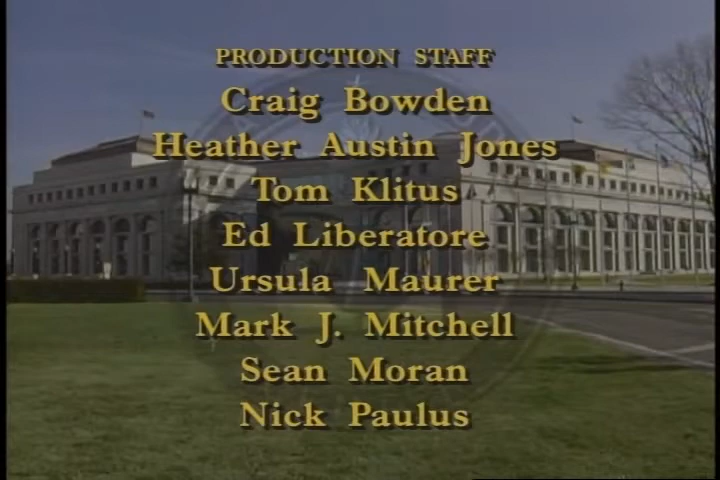 PRODUCTION STAFF
Craig Bowden
Heather Austin Jones
Tom Klitus
Ed Liberatore
Ursula Maurer
Mark J. Mitchell
Sean Moran
Nick Paulus